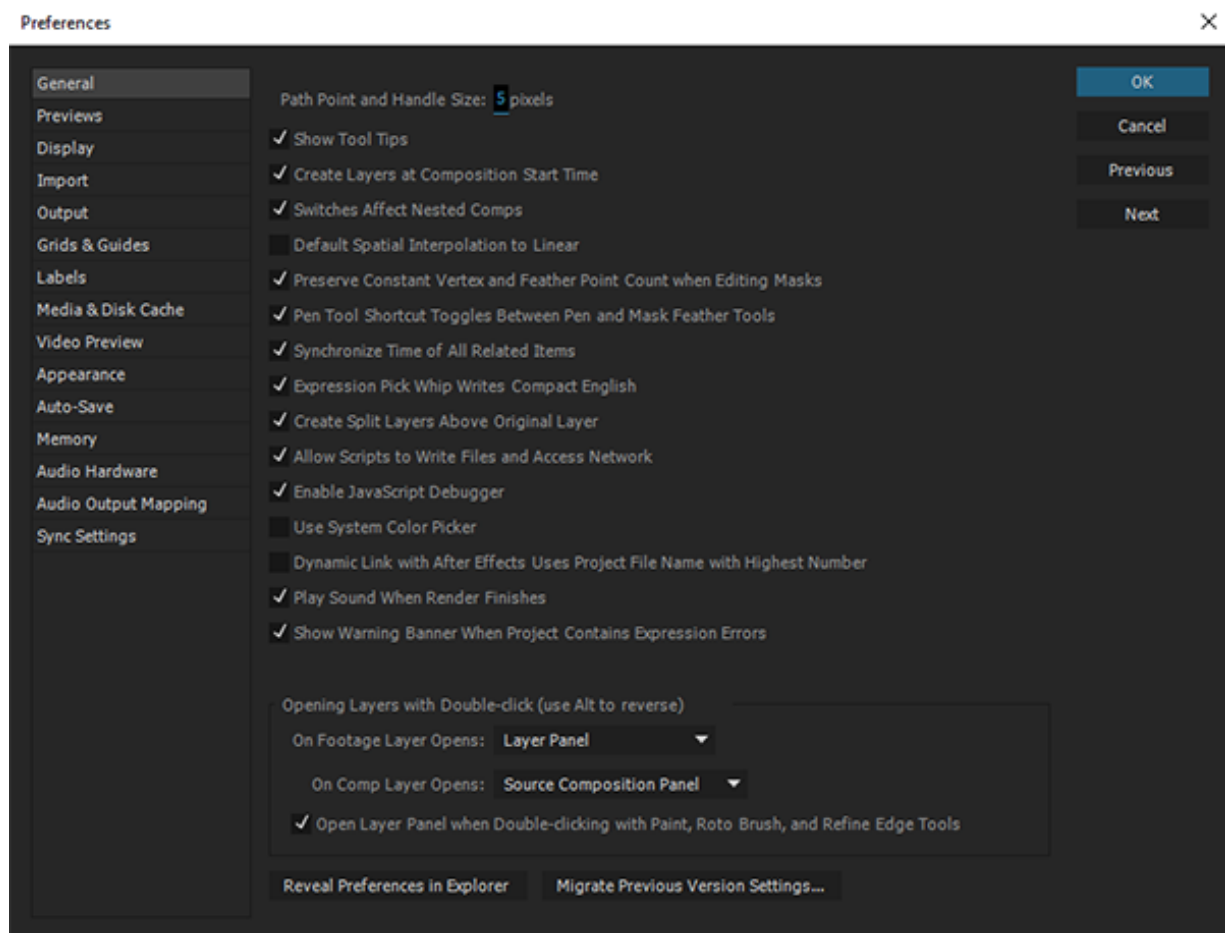 Preferences
General
Previews
Display
Import
Output
Grids & Guides
Labels
Media & Disk Cache
Video Preview
Appearance
Auto-Save
Memory
Audio Hardware
Audio Output Mapping
Sync Settings
Path Point and Handle Size: 5 pixels
Show Tool Tips
Create Layers at Composition Start Time
Switches Affect Nested Comps
Default Spatial Interpolation to Linear
Preserve Constant Vertex and Feather Point Count when Editing Masks
Pen Tool Shortcut Toggles Between Pen and Mask Feather Tools
Synchronize Time of All Related Items
Expression Pick Whip Writes Compact English
Create Split Layers Above Original Layer
Allow Scripts to Write Files and Access Network
Enable JavaScript Debugger
Use System Color Picker
Dynamic Link with After Effects Uses Project File Name with Highest Number
Play Sound When Render Finishes
Show Warning Banner When Project Contains Expression Errors
Opening Layers with Double-click (use Alt to reverse)
On Footage Layer Opens: Layer Panel
On Comp Layer Opens: Source Composition Panel
Open Layer Panel when Double-clicking with Paint, Roto Brush, and Refine Edge Tools
Reveal Preferences in Explorer
Migrate Previous Version Settings...
OK
Cancel
Previous
Next